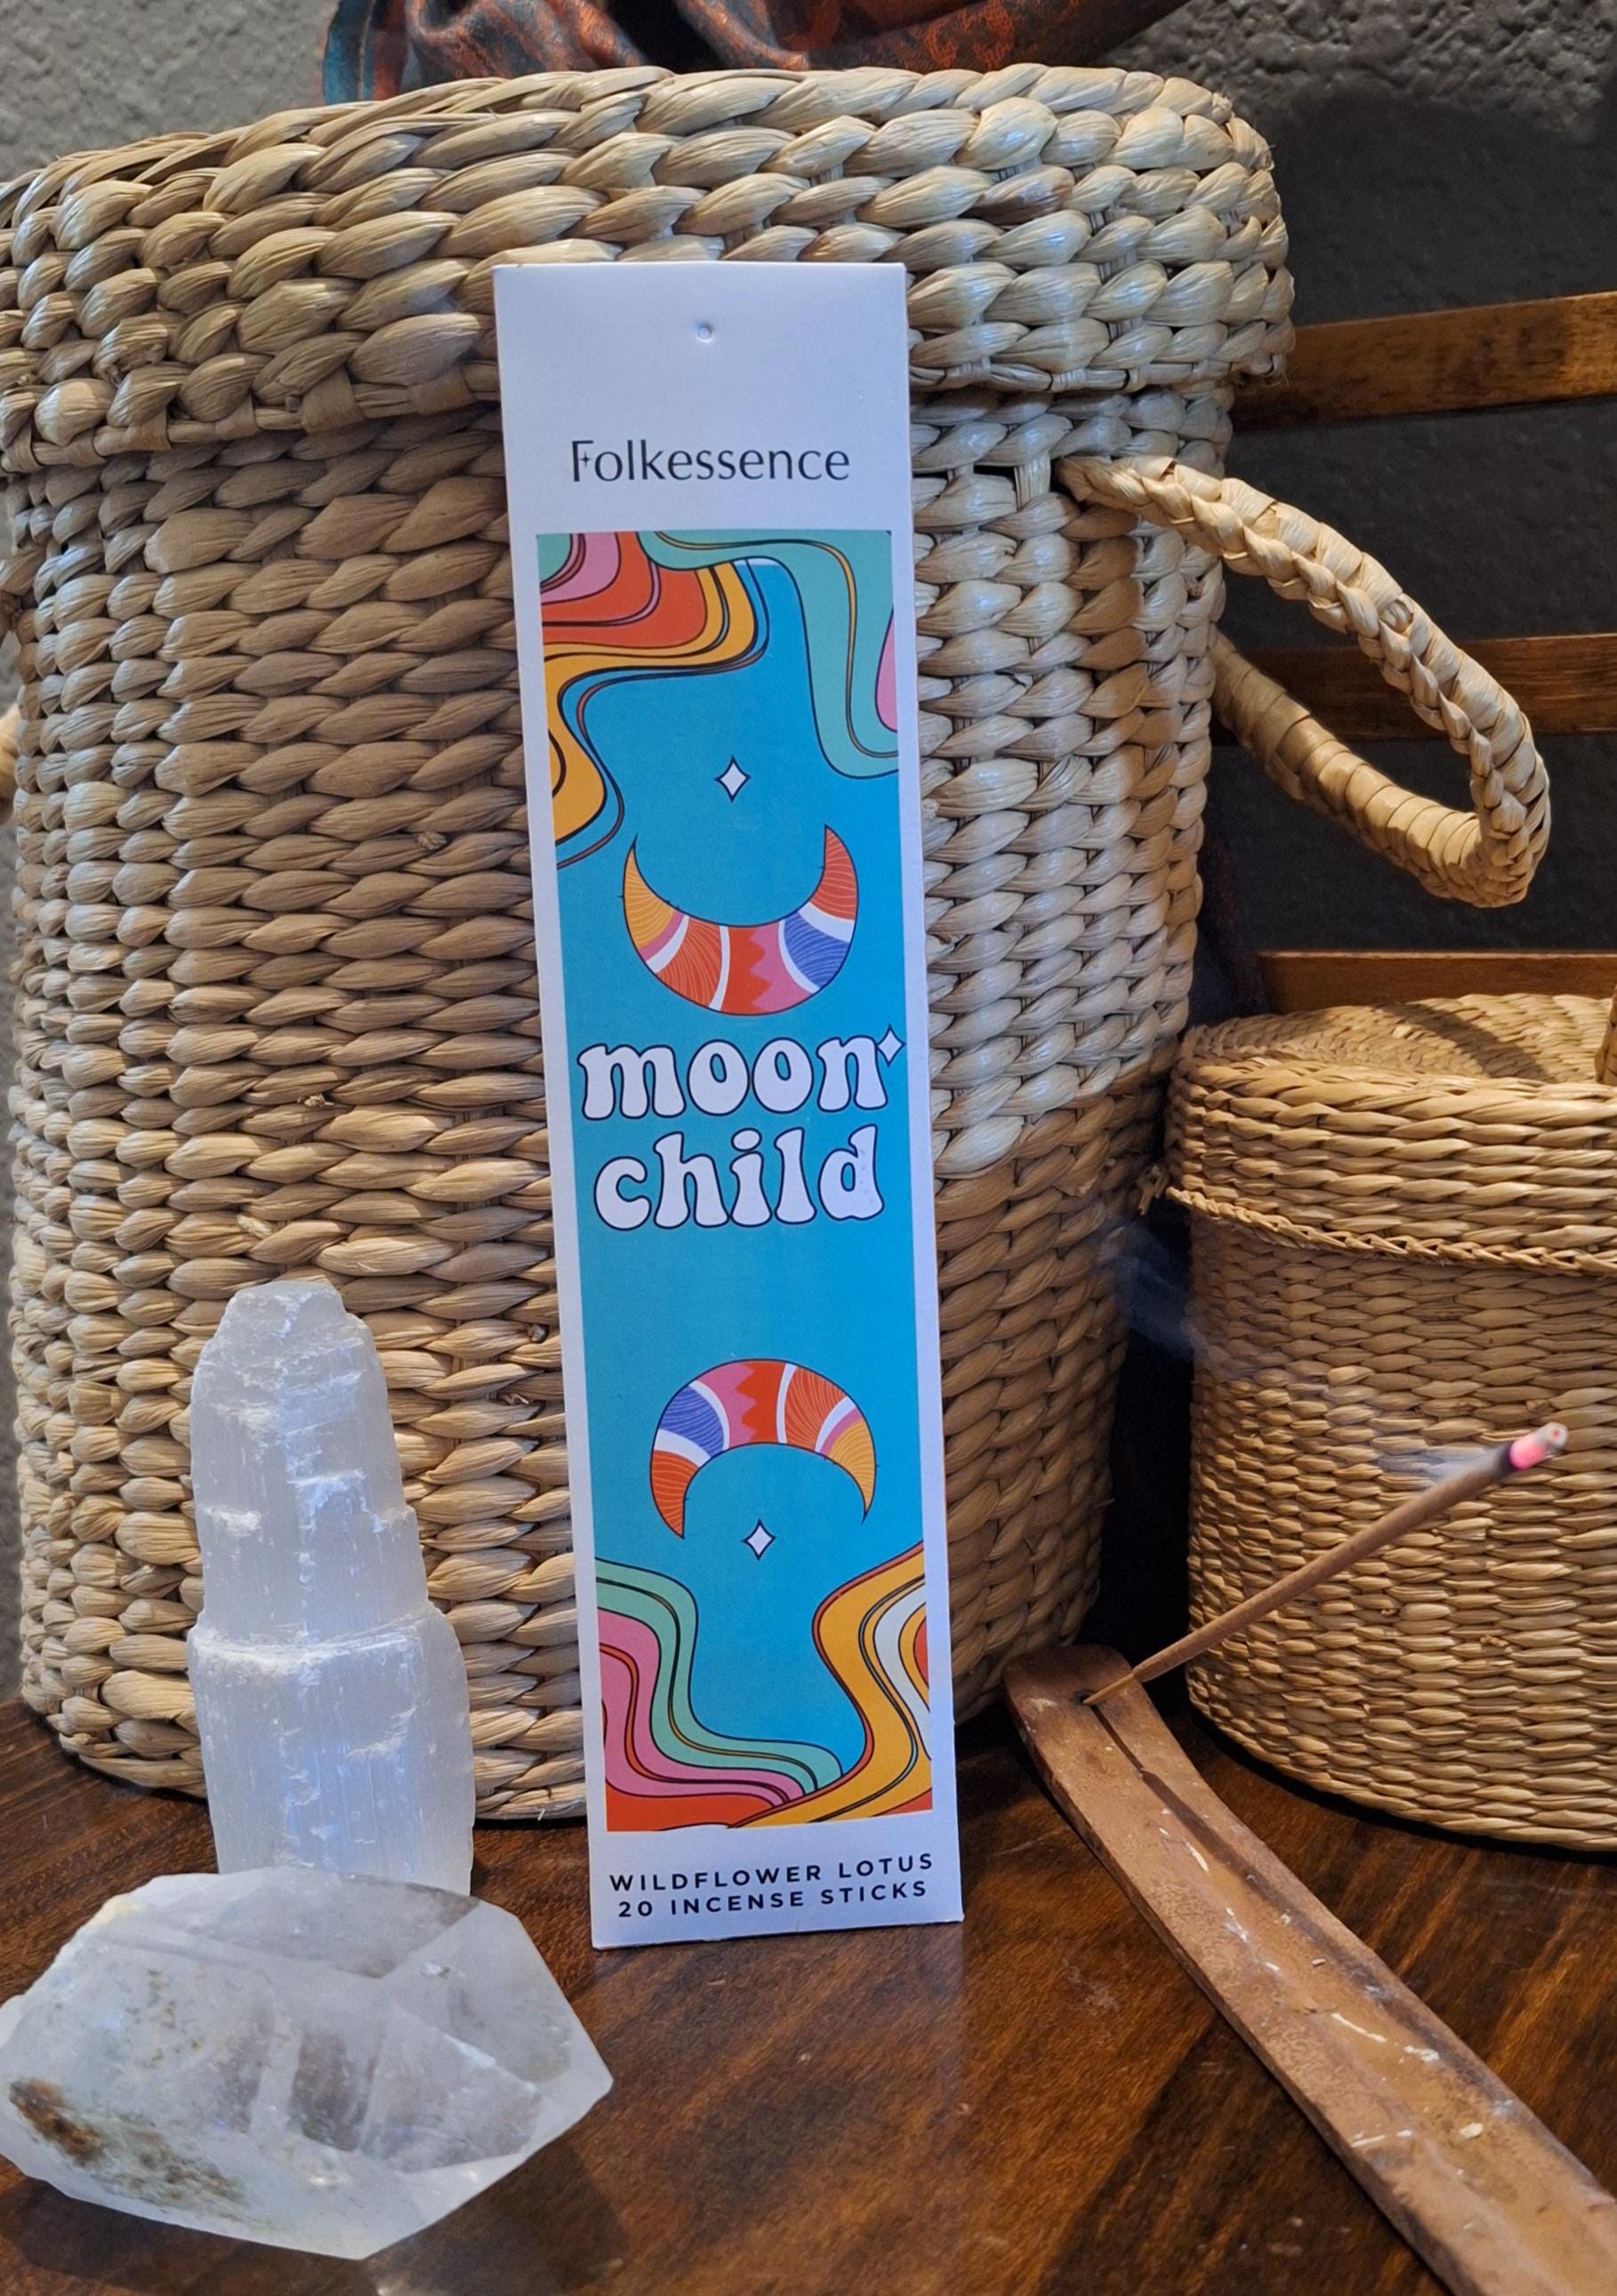 Folkessence
moon
child
WILDFLOWER LOTUS
20 INCENSE STICKS